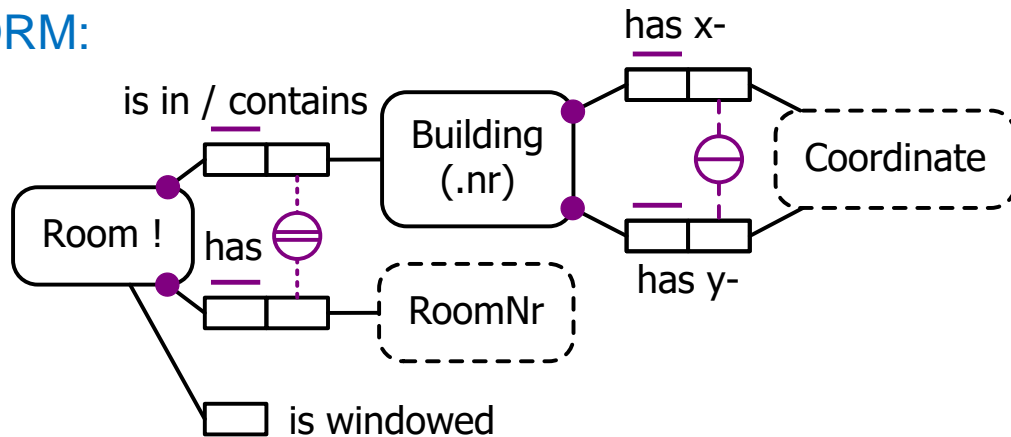 ORM:
has x-
is in / contains
Building
(.nr)
Coordinate
Room !
has
has y-
RoomNr
is windowed